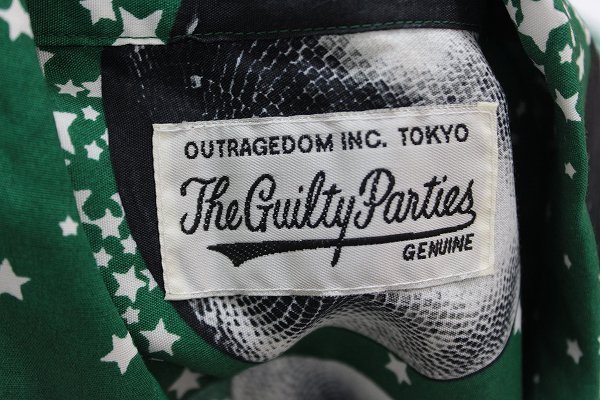 OUTRAGEDOM INC. TOKYO
The Guilty Parties
GENUINE